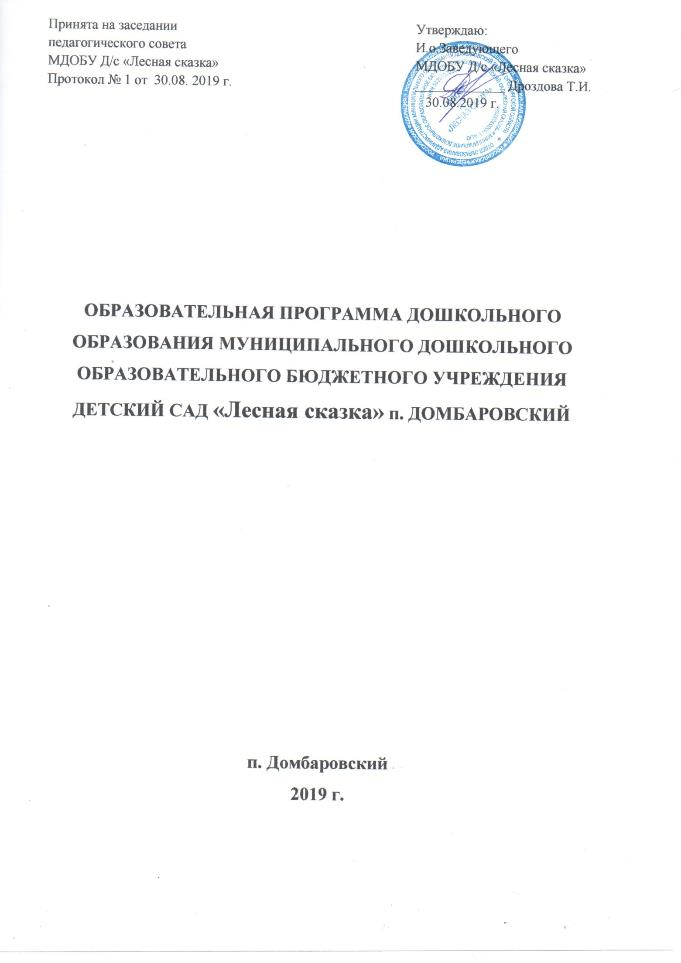 Принята на заседании
педагогического совета
МДОБУ Д/с «Лесная сказка»
Протокол № 1 от 30.08. 2019 г.
Утверждаю:
И.о.Заведующего
МДОБУ Д/с «Лесная сказка»
Дроздова Т.И.
30.08.2019 г.
ОБРАЗОВАТЕЛЬНАЯ ПРОГРАММА ДОШКОЛЬНОГО
ОБРАЗОВАНИЯ МУНИЦИПАЛЬНОГО ДОШКОЛЬНОГО
ОБРАЗОВАТЕЛЬНОГО БЮДЖЕТНОГО УЧРЕЖДЕНИЯ
ДЕТСКИЙ САД «Лесная сказка» п. ДОМБАРОВСКИЙ
п. Домбаровский
2019 г.